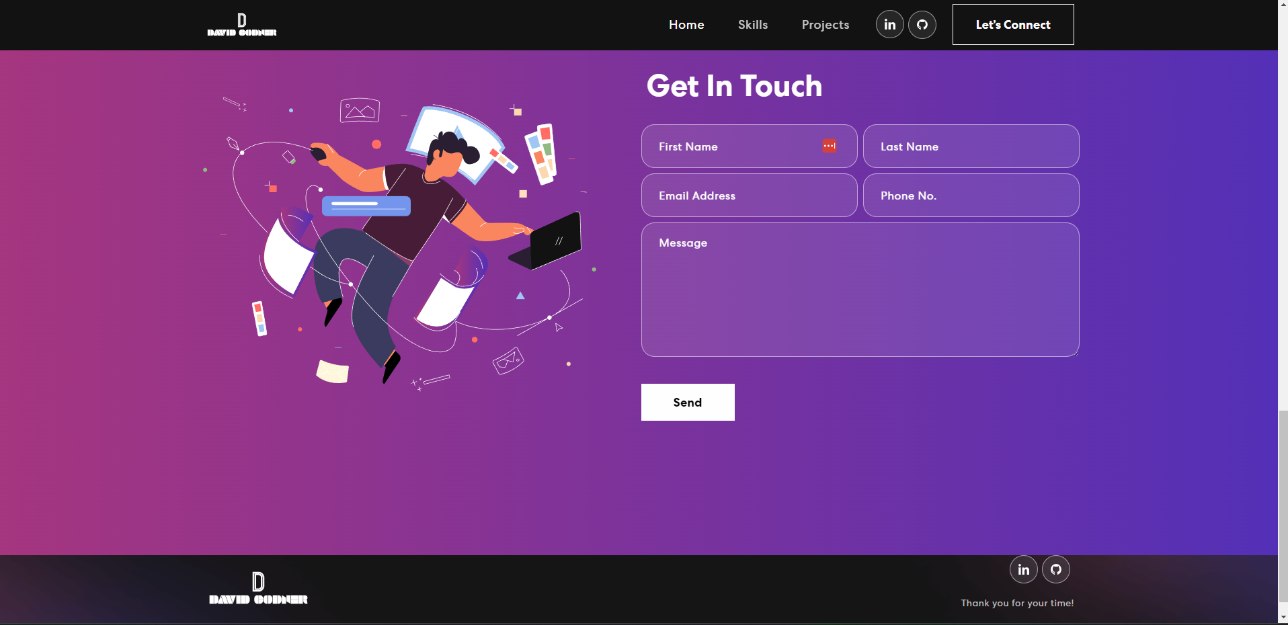 D
DAVID CODNER
Home
Skills
Projects
in
Let's Connect
Get In Touch
First Name
Last Name
Email Address
Phone No.
Message
//
Send
D
DAVID CODNER
in
Thank you for your time!